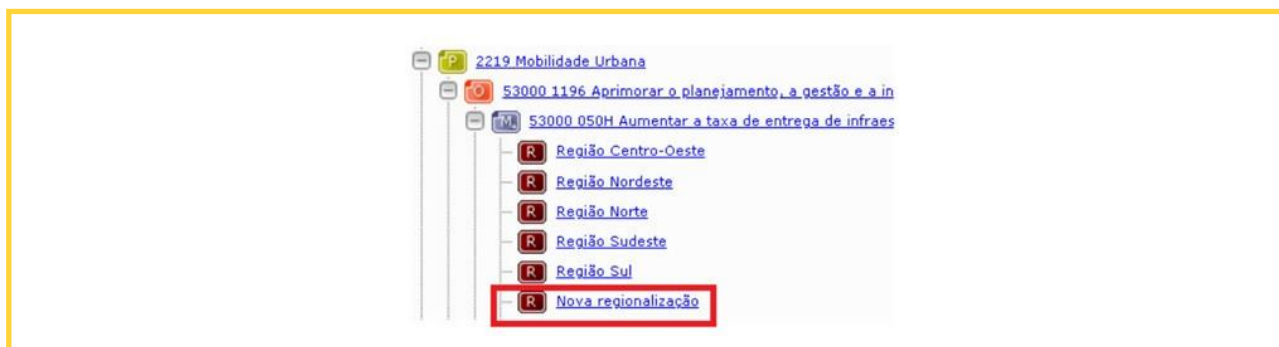 P 2219 Mobilidade Urbana
O 53000 1196 Aprimorar o planejamento, a gestão e a in
M 53000 050H Aumentar a taxa de entrega de infraes
R Região Centro-Oeste
R Região Nordeste
R Região Norte
R Região Sudeste
R Região Sul
R Nova regionalização